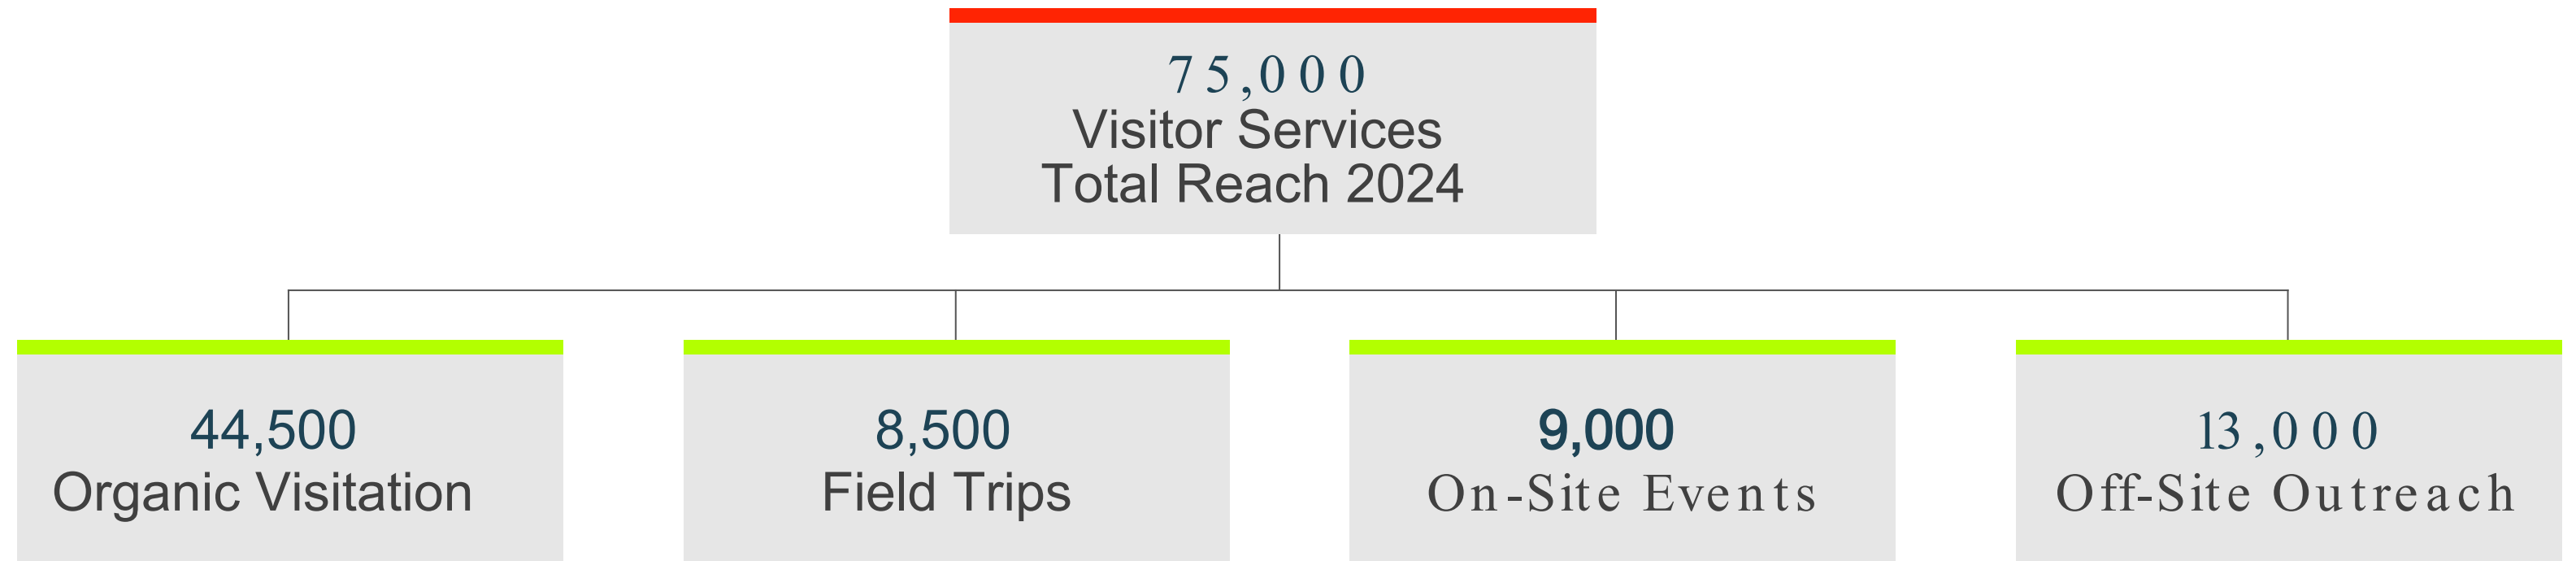 75,000
Visitor Services
Total Reach 2024
44,500
Organic Visitation
8,500
Field Trips
9,000
On-Site Events
13,000
Off-Site Outreach